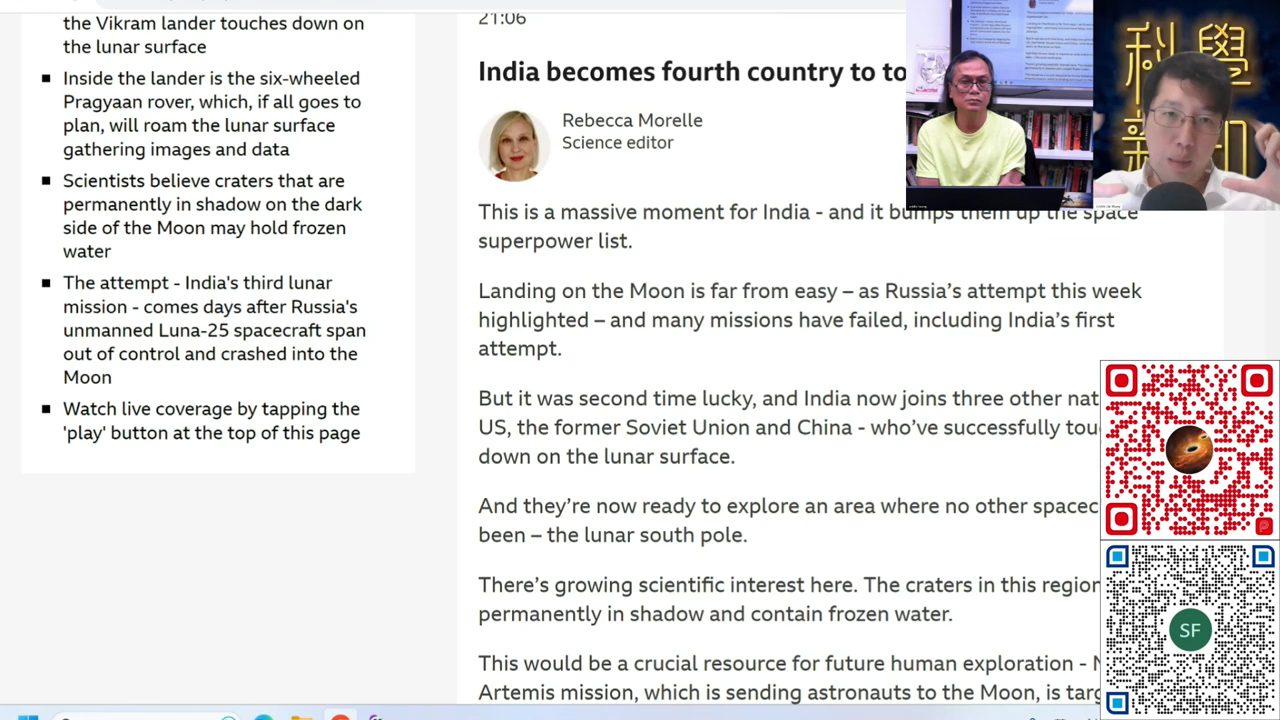 the Vikram lander touched down on
the lunar surface
Inside the lander is the six-wheel
Pragyaan rover, which, if all goes to
plan, will roam the lunar surface
gathering images and data
Scientists believe craters that are
permanently in shadow on the dark
side of the Moon may hold frozen
water
The attempt - India's third lunar
mission - comes days after Russia's
unmanned Luna-25 spacecraft span
out of control and crashed into the
Moon
Watch live coverage by tapping the
'play' button at the top of this page
21:06
India becomes fourth country to to
Rebecca Morelle
Science editor
This is a massive moment for India - and it bumps them up the space
superpower list.
Landing on the Moon is far from easy – as Russia’s attempt this week
highlighted – and many missions have failed, including India’s first
attempt.
But it was second time lucky, and India now joins three other nat
US, the former Soviet Union and China - who’ve successfully tou
down on the lunar surface.
And they’re now ready to explore an area where no other spacec
been – the lunar south pole.
There’s growing scientific interest here. The craters in this region
permanently in shadow and contain frozen water.
This would be a crucial resource for future human exploration - N
Artemis mission, which is sending astronauts to the Moon, is targ
科學
新知
SF